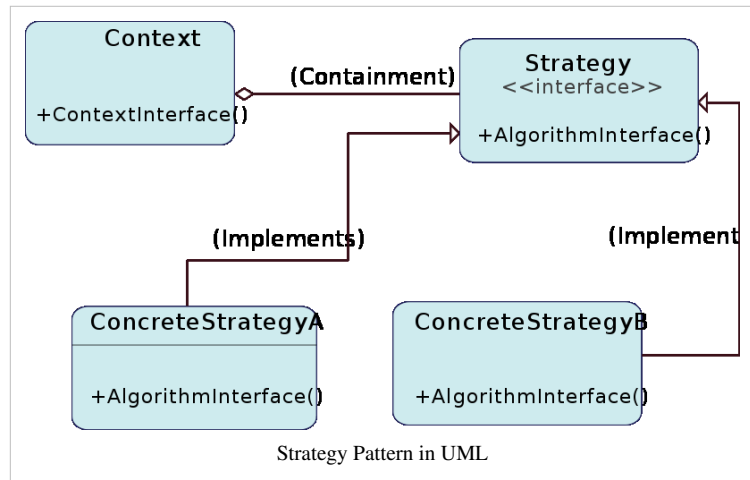 Context
+ContextInterface()
(Containment)
Strategy
<<interface>>
+AlgorithmInterface()
(Implements)
(Implement
ConcreteStrategyA
+AlgorithmInterface()
ConcreteStrategyB
+AlgorithmInterface()
Strategy Pattern in UML